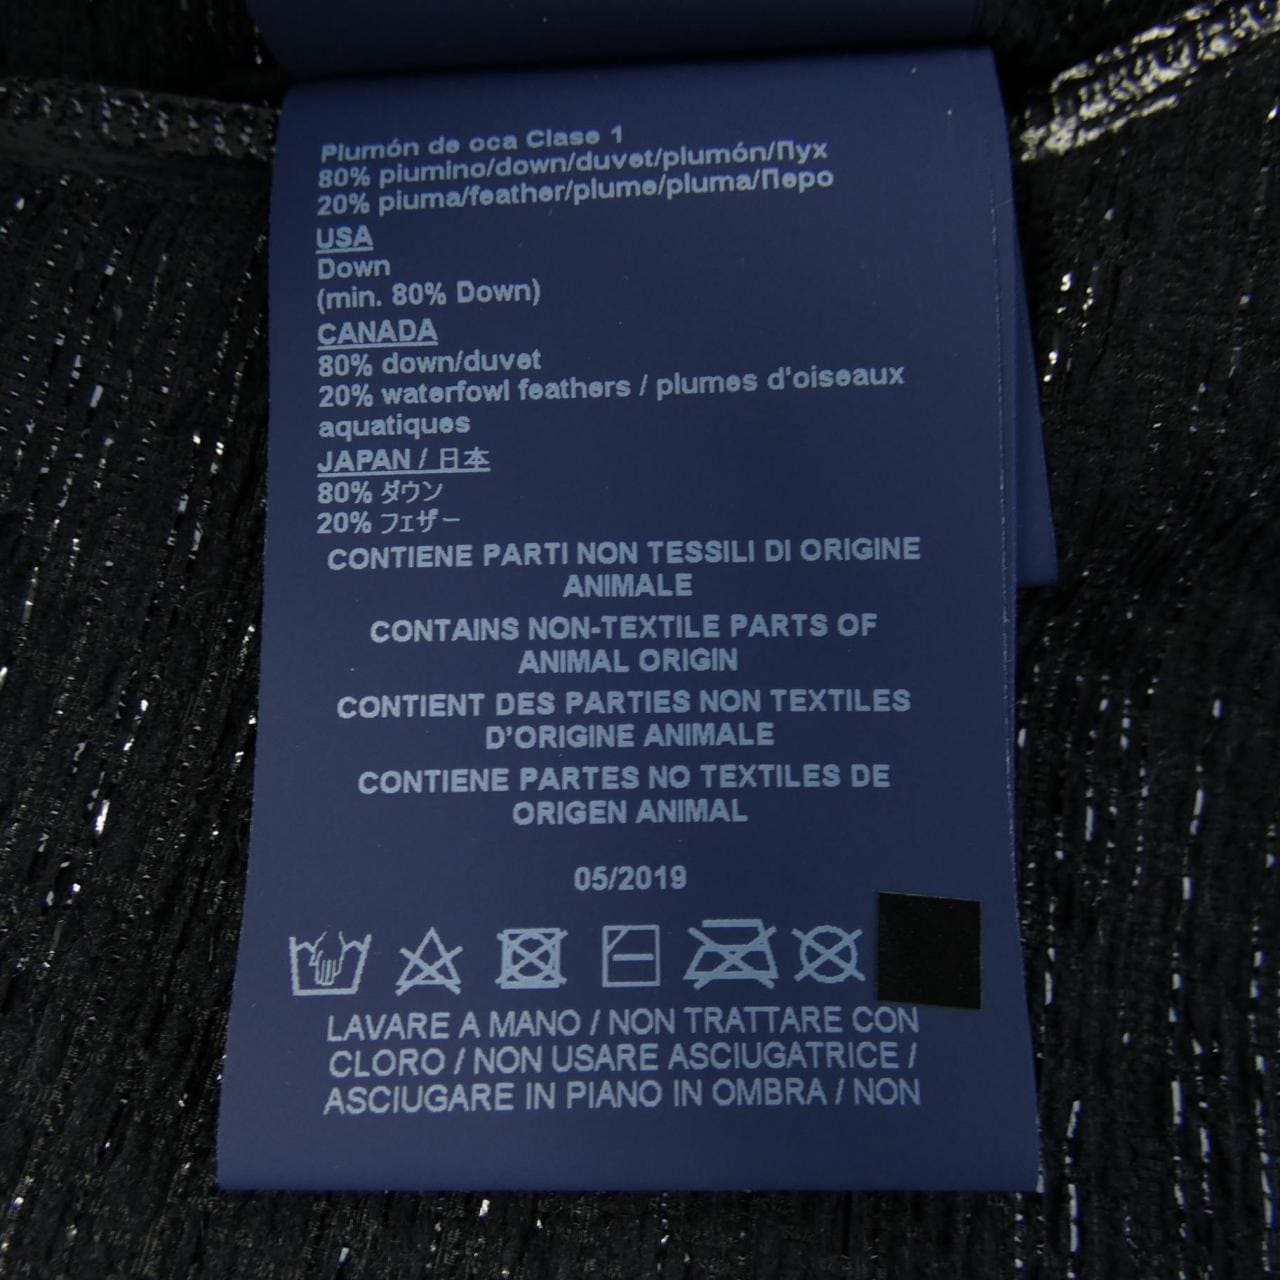 Plumón de oca Clase 1
80% piumino/down/duvet/plumón/Пух
20% piuma/feather/plume/pluma/Перо
USA
Down
(min. 80% Down)
CANADA
80% down/duvet
20% waterfowl feathers / plumes d'oiseaux
aquatiques
JAPAN / 日本
80% ダウン
20% フェザー
CONTIENE PARTI NON TESSILI DI ORIGINE
ANIMALE
CONTAINS NON-TEXTILE PARTS OF
ANIMAL ORIGIN
CONTIENT DES PARTIES NON TEXTILES
D’ORIGINE ANIMALE
CONTIENE PARTES NO TEXTILES DE
ORIGEN ANIMAL
05/2019
LAVARE A MANO / NON TRATTARE CON
CLORO / NON USARE ASCIUGATRICE /
ASCIUGARE IN PIANO IN OMBRA / NON